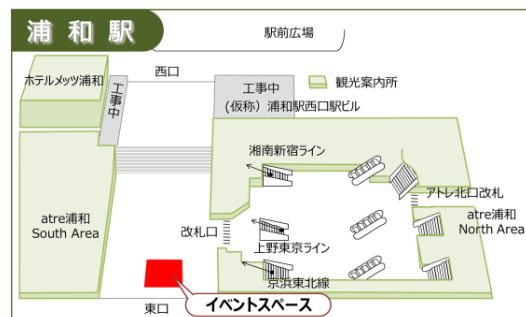 浦和駅
駅前広場
ホテルメッツ浦和
工事中
西口
工事中
(仮称）浦和駅西口駅ビル
観光案内所
湘南新宿ライン
アトレ北口改札
atre浦和
South Area
改札口
上野東京ライン
atre浦和
North Area
京浜東北線
東口
イベントスペース